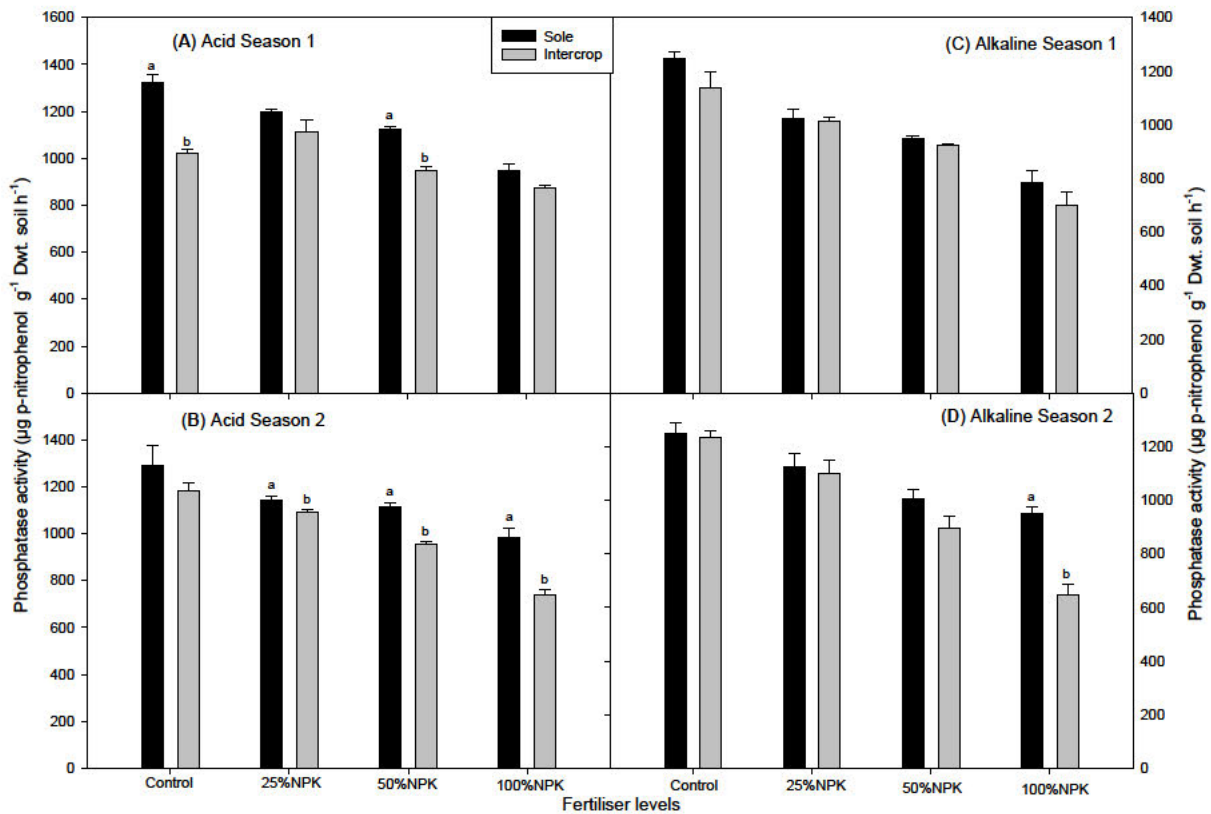 Phosphatase activity (µg p-nitrophenol g⁻¹ Dwt. soil h⁻¹)
1600
1400
1200
1000
800
600
400
200
0
(A) Acid Season 1
a
b
a
b
Sole
Intercrop
(C) Alkaline Season 1
1400
1200
1000
800
600
400
200
0
1400
1200
1000
800
600
400
200
0
(B) Acid Season 2
a
b
a
b
a
b
(D) Alkaline Season 2
a
b
1200
1000
800
600
400
200
0
Phosphatase activity (µg p-nitrophenol g⁻¹ Dwt. soil h⁻¹)
Control 25%NPK 50%NPK 100%NPK Control 25%NPK 50%NPK 100%NPK
Fertiliser levels